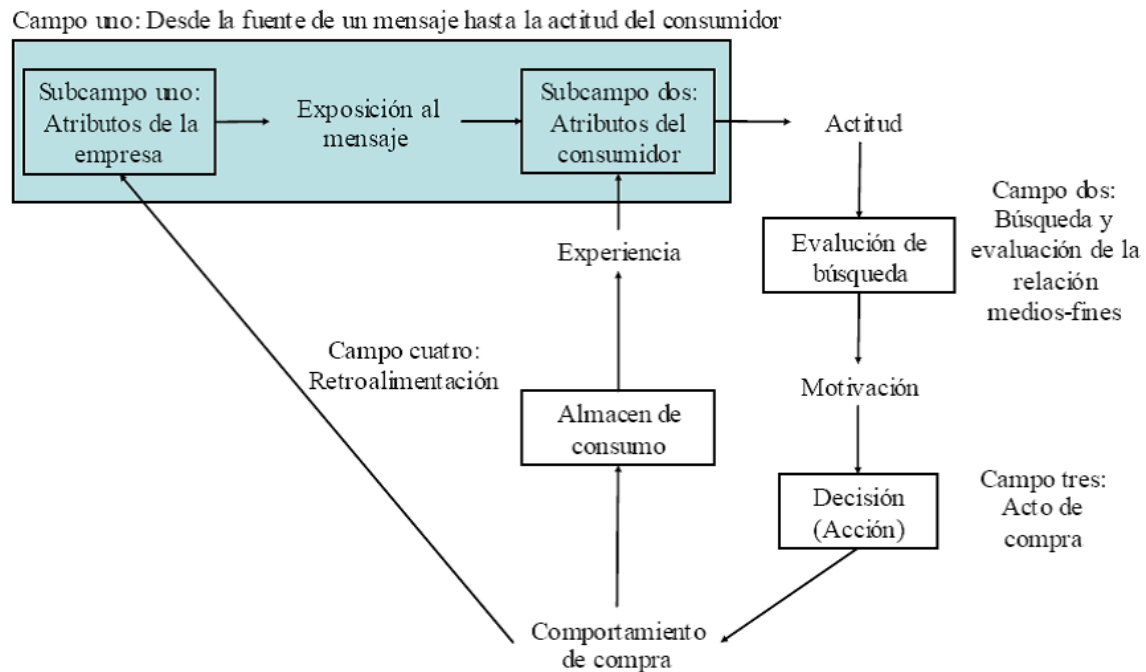 Campo uno: Desde la fuente de un mensaje hasta la actitud del consumidor
Subcampo uno:
Atributos de la
empresa
Exposición al
mensaje
Subcampo dos:
Atributos del
consumidor
Actitud
Campo dos:
Búsqueda y
evaluación de la
relación
medios-fines
Evalución de
búsqueda
Experiencia
Campo cuatro:
Retroalimentación
Motivación
Almacen de
consumo
Decisión
(Acción)
Campo tres:
Acto de
compra
Comportamiento
de compra